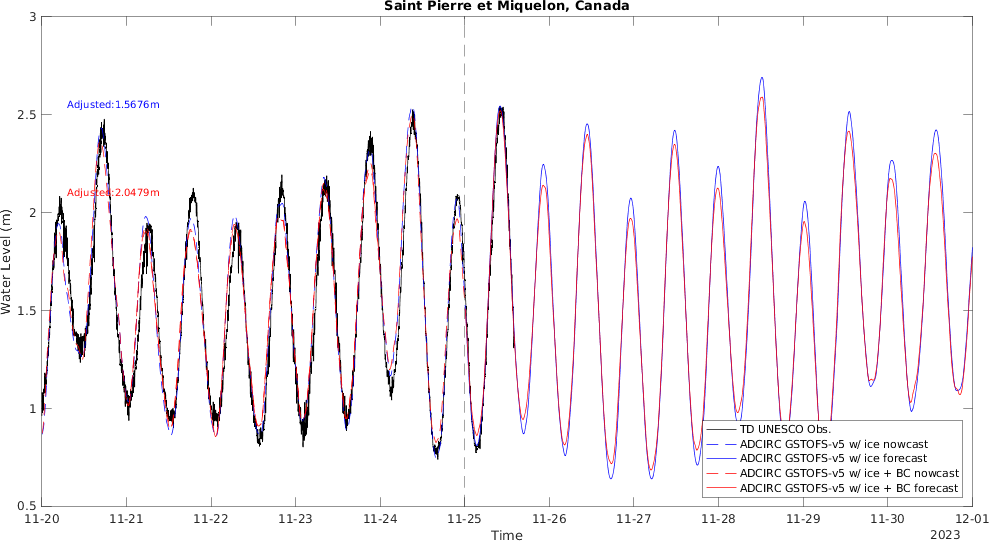 Saint Pierre et Miquelon, Canada
3
2.5
2
1.5
1
0.5
Water Level (m)
Adjusted:1.5676m
Adjusted:2.0479m
TD UNESCO Obs.
ADCIRC GSTOFS-v5 w/ ice nowcast
ADCIRC GSTOFS-v5 w/ ice forecast
ADCIRC GSTOFS-v5 w/ ice + BC nowcast
ADCIRC GSTOFS-v5 w/ ice + BC forecast
11-20 11-21 11-22 11-23 11-24 11-25 11-26 11-27 11-28 11-29 11-30 12-01
Time
2023